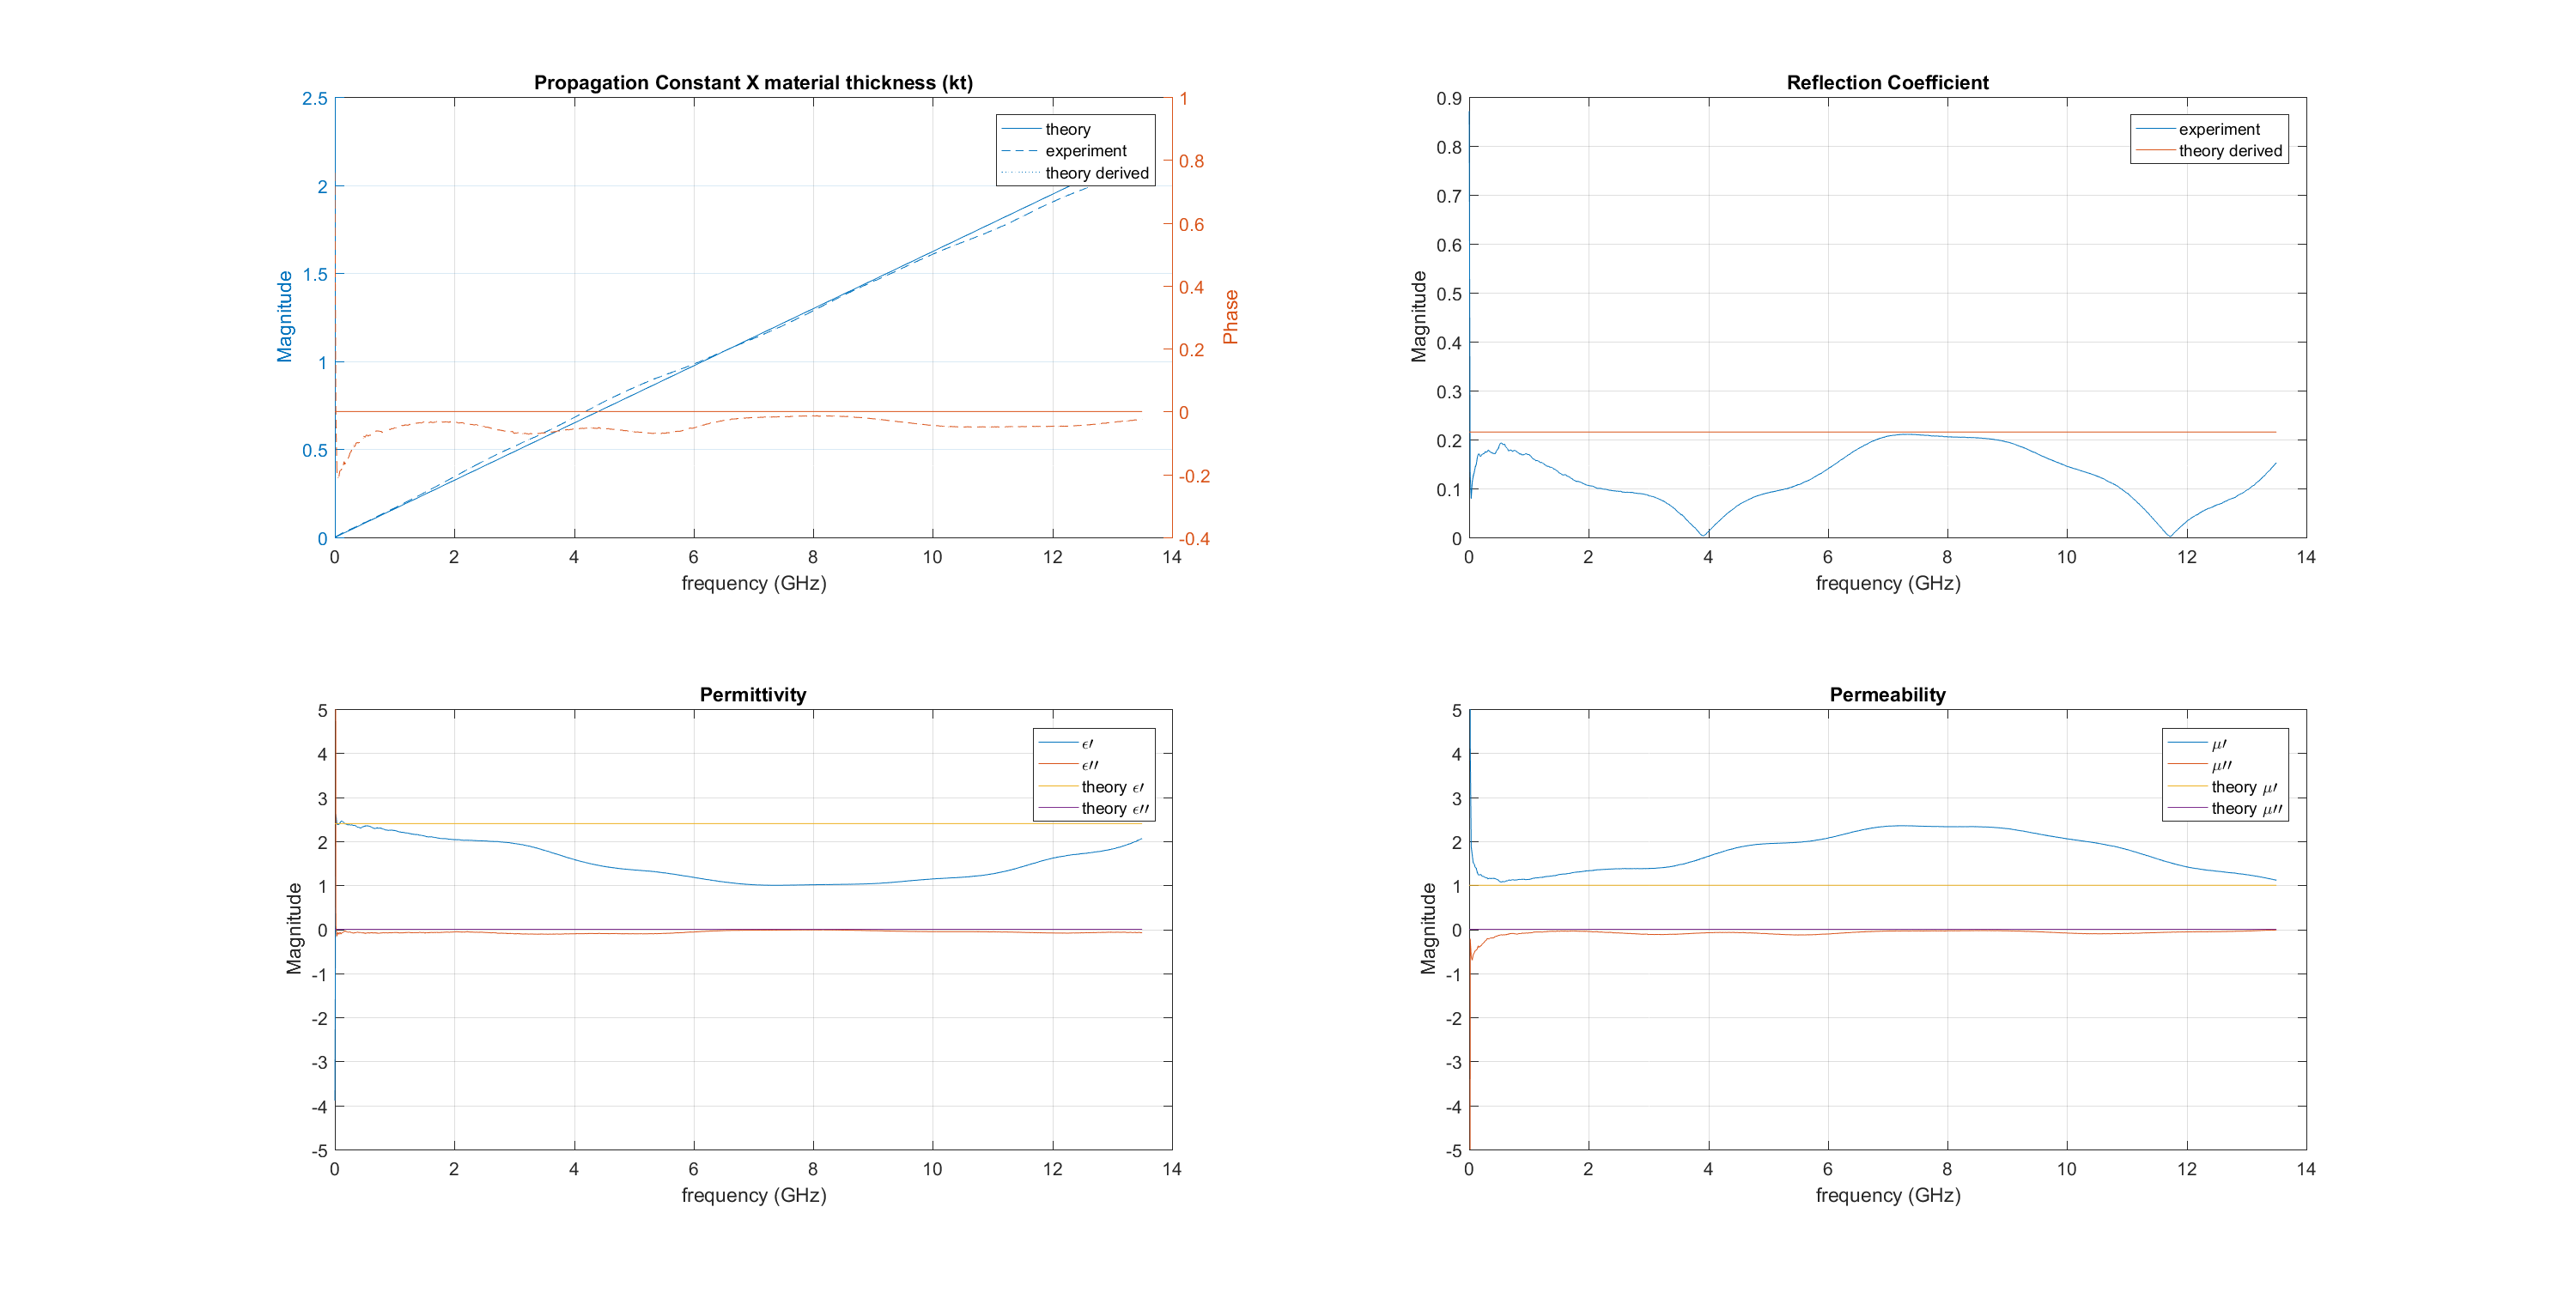 Propagation Constant X material thickness (kt)
2.5
2
1.5
1
0.5
0
Magnitude
1
0.8
0.6
0.4
0.2
0
-0.2
-0.4
Phase
theory
experiment
theory derived
0 2 4 6 8 10 12 14
frequency (GHz)
Reflection Coefficient
0.9
0.8
0.7
0.6
0.5
0.4
0.3
0.2
0.1
0
Magnitude
experiment
theory derived
0 2 4 6 8 10 12 14
frequency (GHz)
Permittivity
5
4
3
2
1
0
-1
-2
-3
-4
-5
Magnitude
ϵ′
ϵ′′
theory ϵ′
theory ϵ′′
0 2 4 6 8 10 12 14
frequency (GHz)
Permeability
5
4
3
2
1
0
-1
-2
-3
-4
-5
Magnitude
μ′
μ′′
theory μ′
theory μ′′
0 2 4 6 8 10 12 14
frequency (GHz)